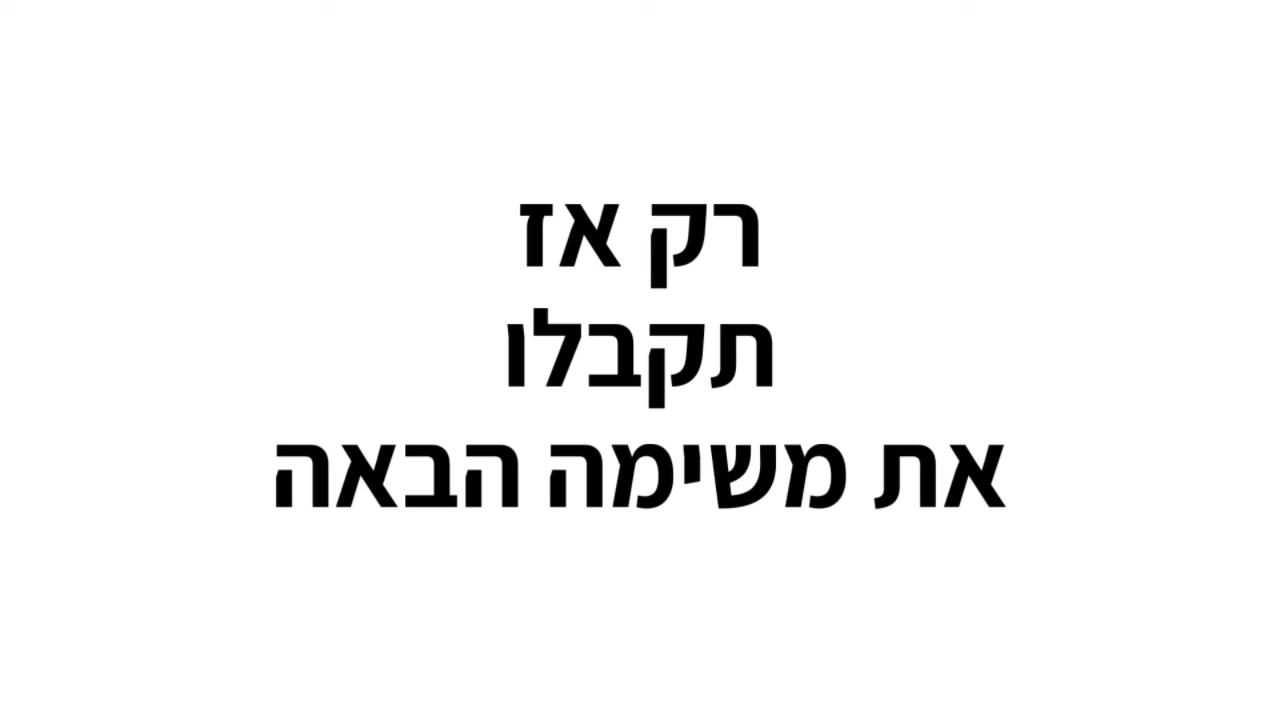 רק אז
תקבלו
את משימה הבאה